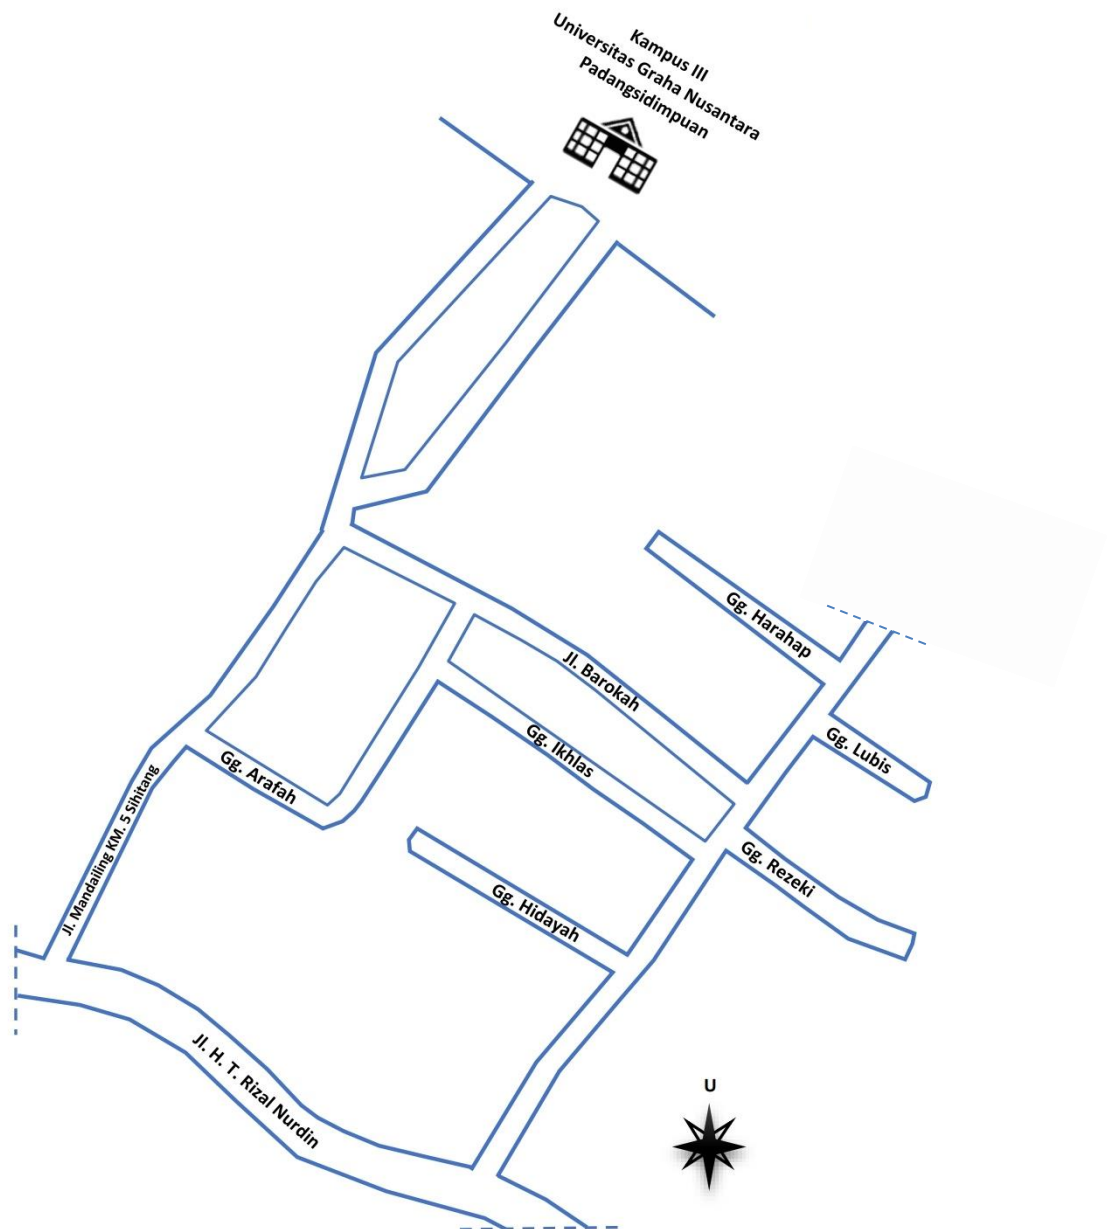 Kampus III
Universitas Graha Nusantara
Padangsidimpuan
Gg. Harahap
Jl. Barokah
Gg. Lubis
Gg. Ikhlas
Gg. Arafah
Jl. Mandailing KM. 5 Sihitang
Gg. Rezeki
Gg. Hidayah
Jl. H. T. Rizal Nurdin
U